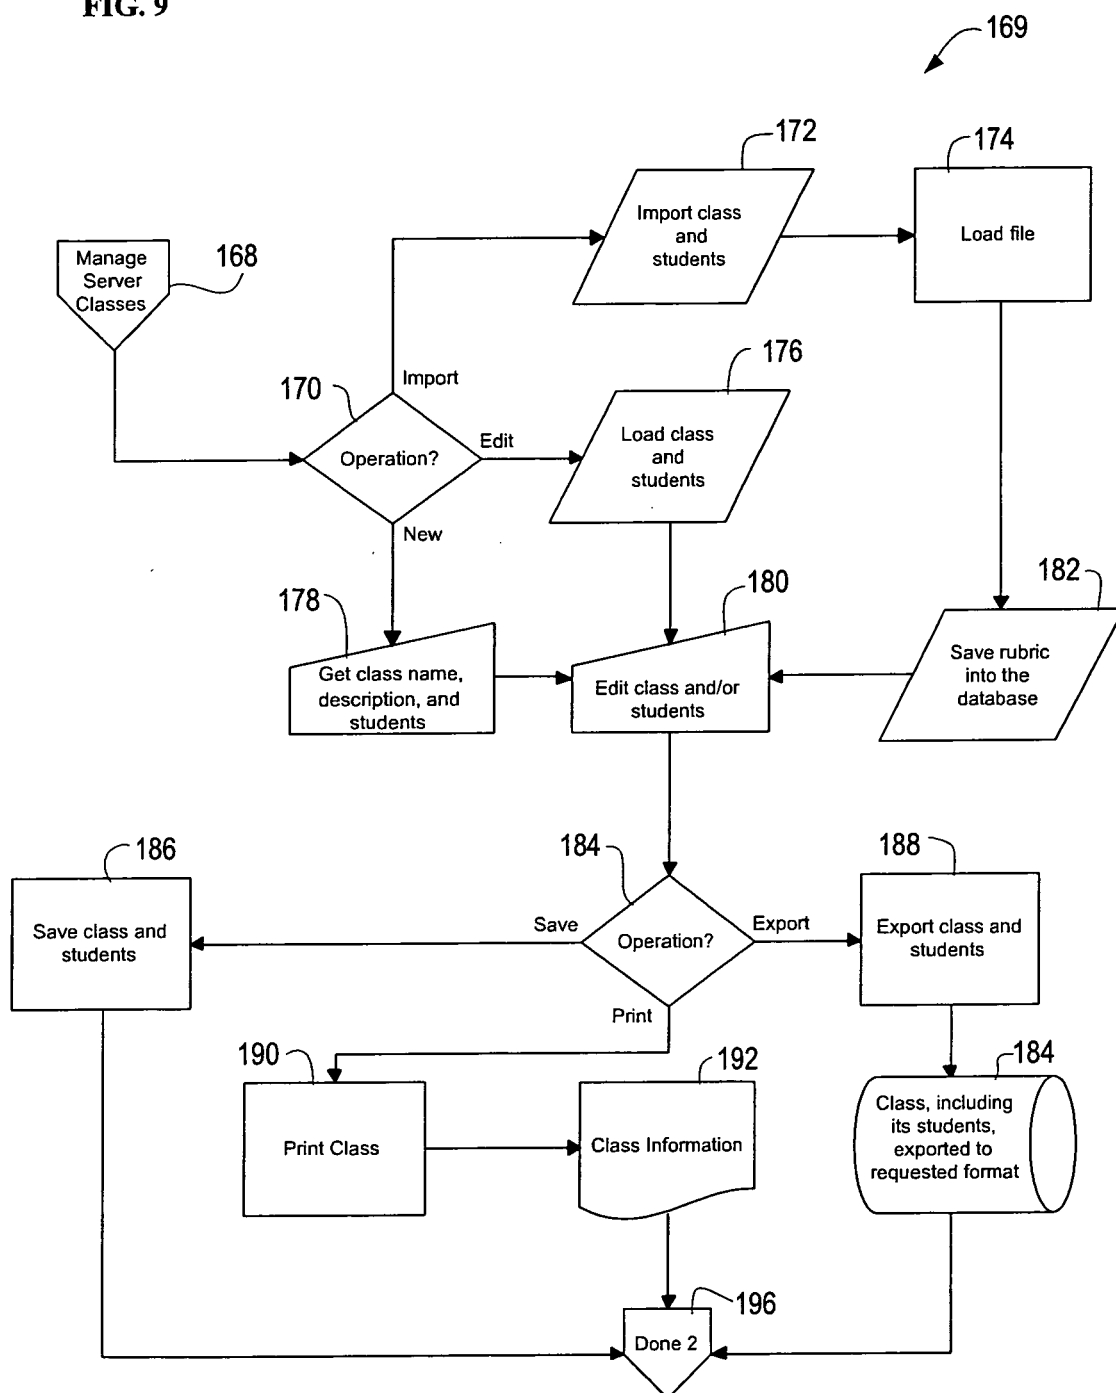 FIG. 9
169
172
174
Import class
and
students
Load file
Manage
Server
Classes
168
Import
170
176
Operation?
Edit
Load class
and
students
New
178
180
182
Get class name,
description, and
students
Edit class and/or
students
Save rubric
into the
database
186
184
188
Save class and
students
Save
Operation?
Export
Export class and
students
Print
190
192
184
Print Class
Class Information
Class, including
its students,
exported to
requested format
196
Done 2